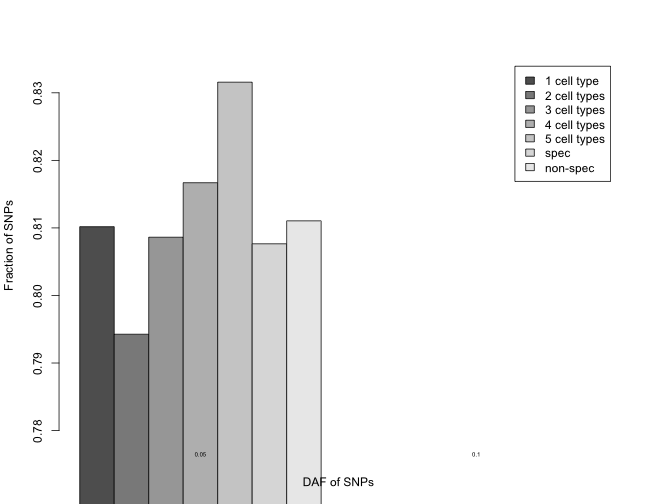 1 cell type
2 cell types
3 cell types
4 cell types
5 cell types
spec
non-spec
Fraction of SNPs
0.83
0.82
0.81
0.80
0.79
0.78
0.05
0.1
DAF of SNPs